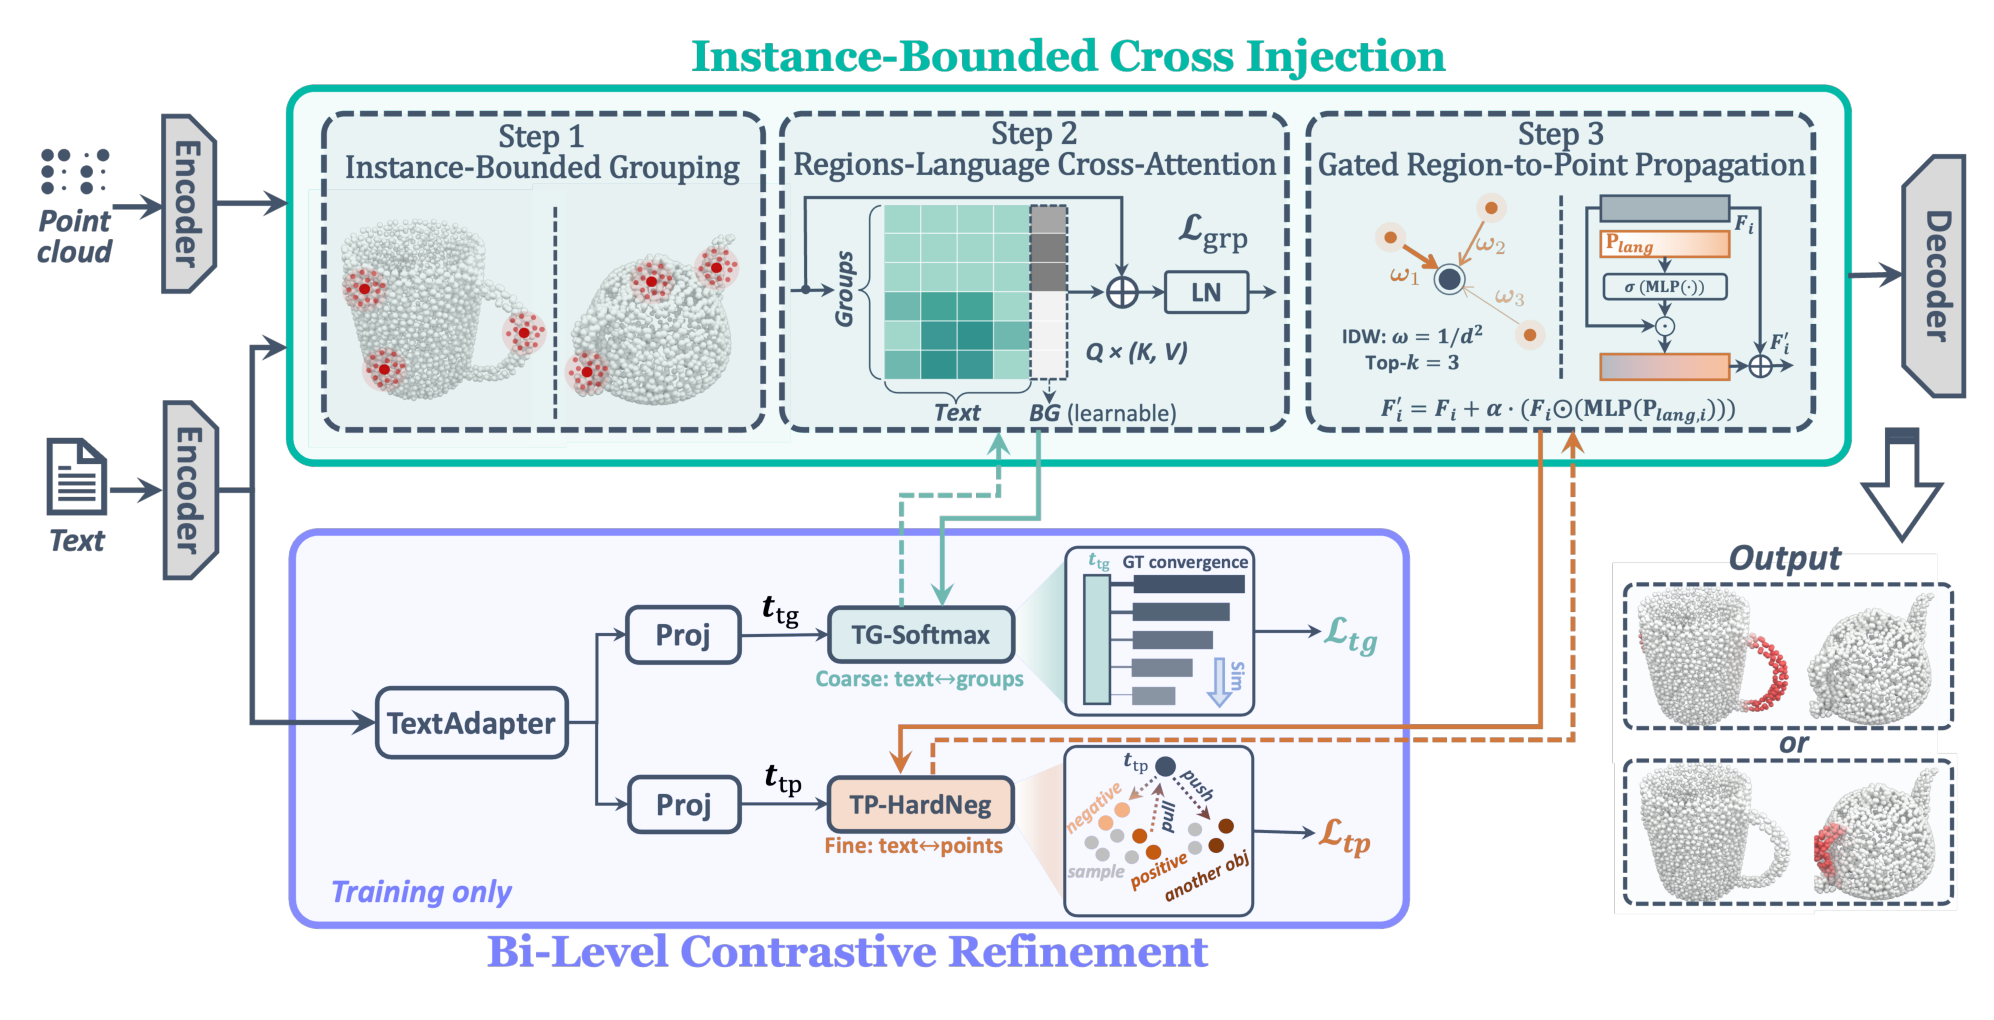 Instance-Bounded Cross Injection
Point
cloud
Encoder
Text
Encoder
Step 1
Instance-Bounded Grouping
Step 2
Regions-Language Cross-Attention
Groups
Text
BG (learnable)
ℒgrp
LN
Q × (K, V)
Step 3
Gated Region-to-Point Propagation
ω1
ω2
ω3
IDW: ω = 1/d²
Top-k = 3
Fi
Plang
σ (MLP(·))
F′i
F′i = Fi + α · (Fi⊙(MLP(Plang,i)))
Decoder
Output
or
TextAdapter
Proj
ttg
TG-Softmax
Coarse: text↔groups
ttg GT convergence
Sim
ℒtg
Proj
ttp
TP-HardNeg
Fine: text↔points
ttp
push
pull
negative
sample
positive
another obj
ℒtp
Training only
Bi-Level Contrastive Refinement